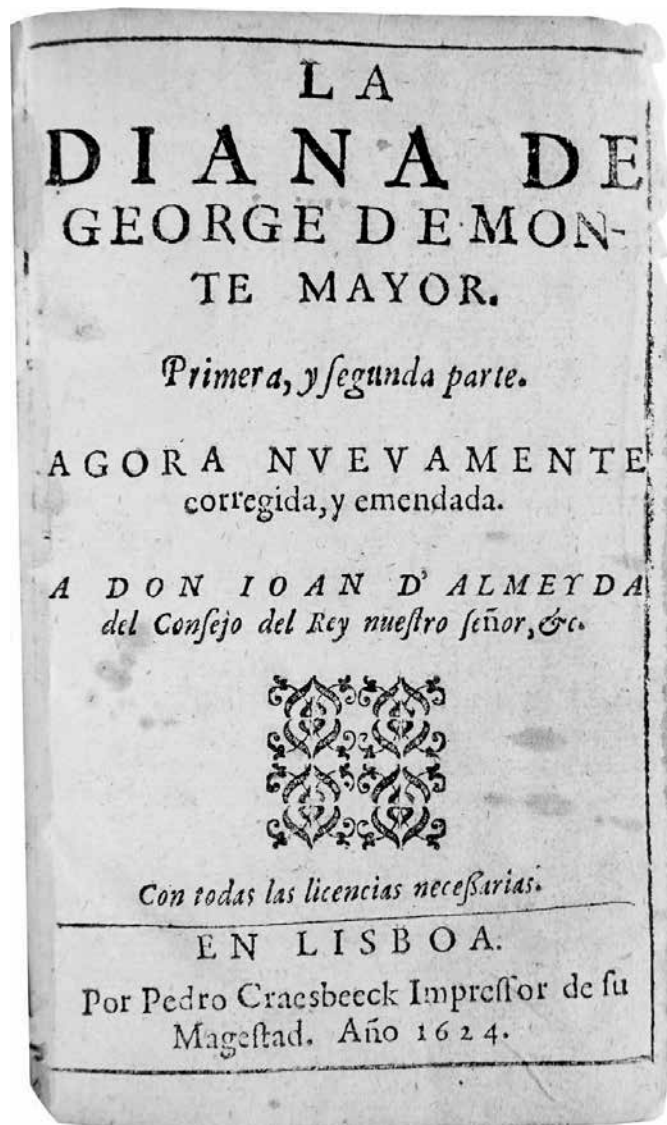 LA
DIANA DE
GEORGE DE MON-
TE MAYOR.
Primera, y ſegunda parte.
AGORA NVEVAMENTE
corregida, y emendada.
A DON IOAN D' ALMEYDA
del Conſejo del Rey nueſtro ſeñor, &c.
Con todas las licencias neceßarias.
EN LISBOA.
Por Pedro Craesbeeck Impreſſor de ſu
Mageſtad. Año 1624.